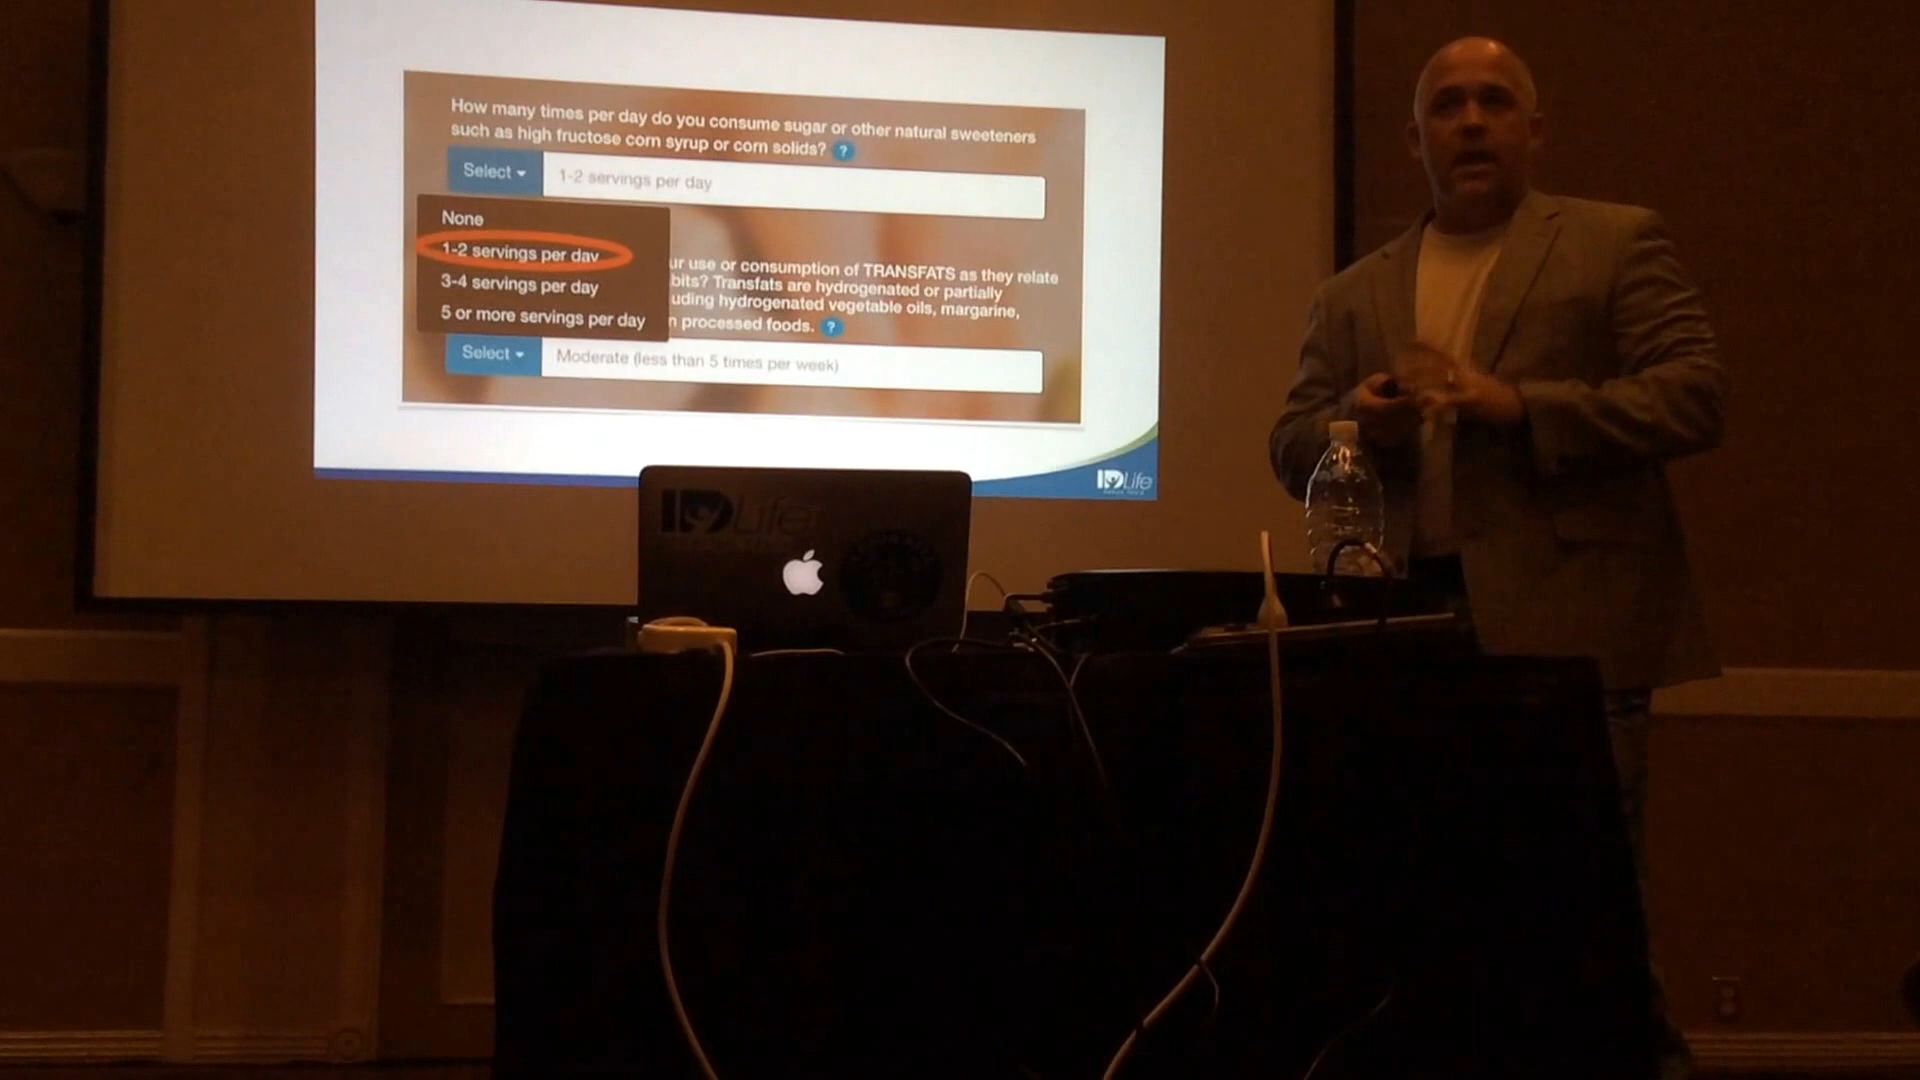 How many times per day do you consume sugar or other natural sweeteners
such as high fructose corn syrup or corn solids? ?
Select
1-2 servings per day
None
1-2 servings per day
3-4 servings per day
5 or more servings per day
ur use or consumption of TRANSFATS as they relate
bits? Transfats are hydrogenated or partially
uding hydrogenated vegetable oils, margarine,
n processed foods. ?
Select
Moderate (less than 5 times per week)
IDLife
IDLife